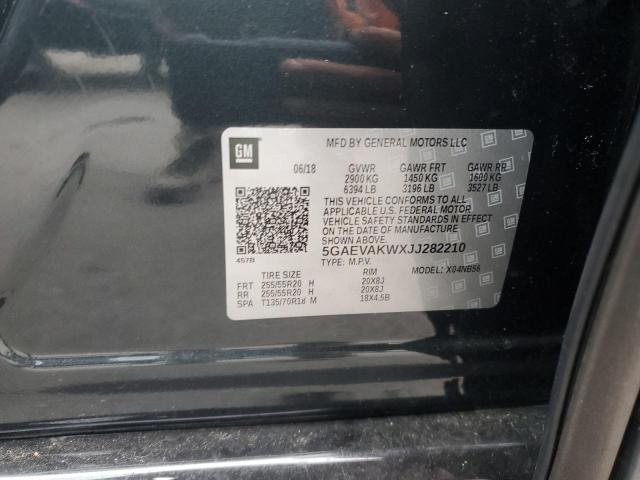 GM
MFD BY GENERAL MOTORS LLC
06/18 GVWR GAWR FRT GAWR RR
2900 KG 1450 KG 1600 KG
6394 LB 3196 LB 3527 LB
THIS VEHICLE CONFORMS TO ALL
APPLICABLE U.S. FEDERAL MOTOR
VEHICLE SAFETY STANDARDS IN EFFECT
ON THE DATE OF MANUFACTURE SHOWN ABOVE.
5GAEVAKWXJJ282210
457B
TYPE: M.P.V. MODEL: X04NB56
TIRE SIZE RIM
FRT 255/55R20 H 20X8J
RR 255/55R20 H 20X8J
SPA T135/70R18 M 18X4.5B